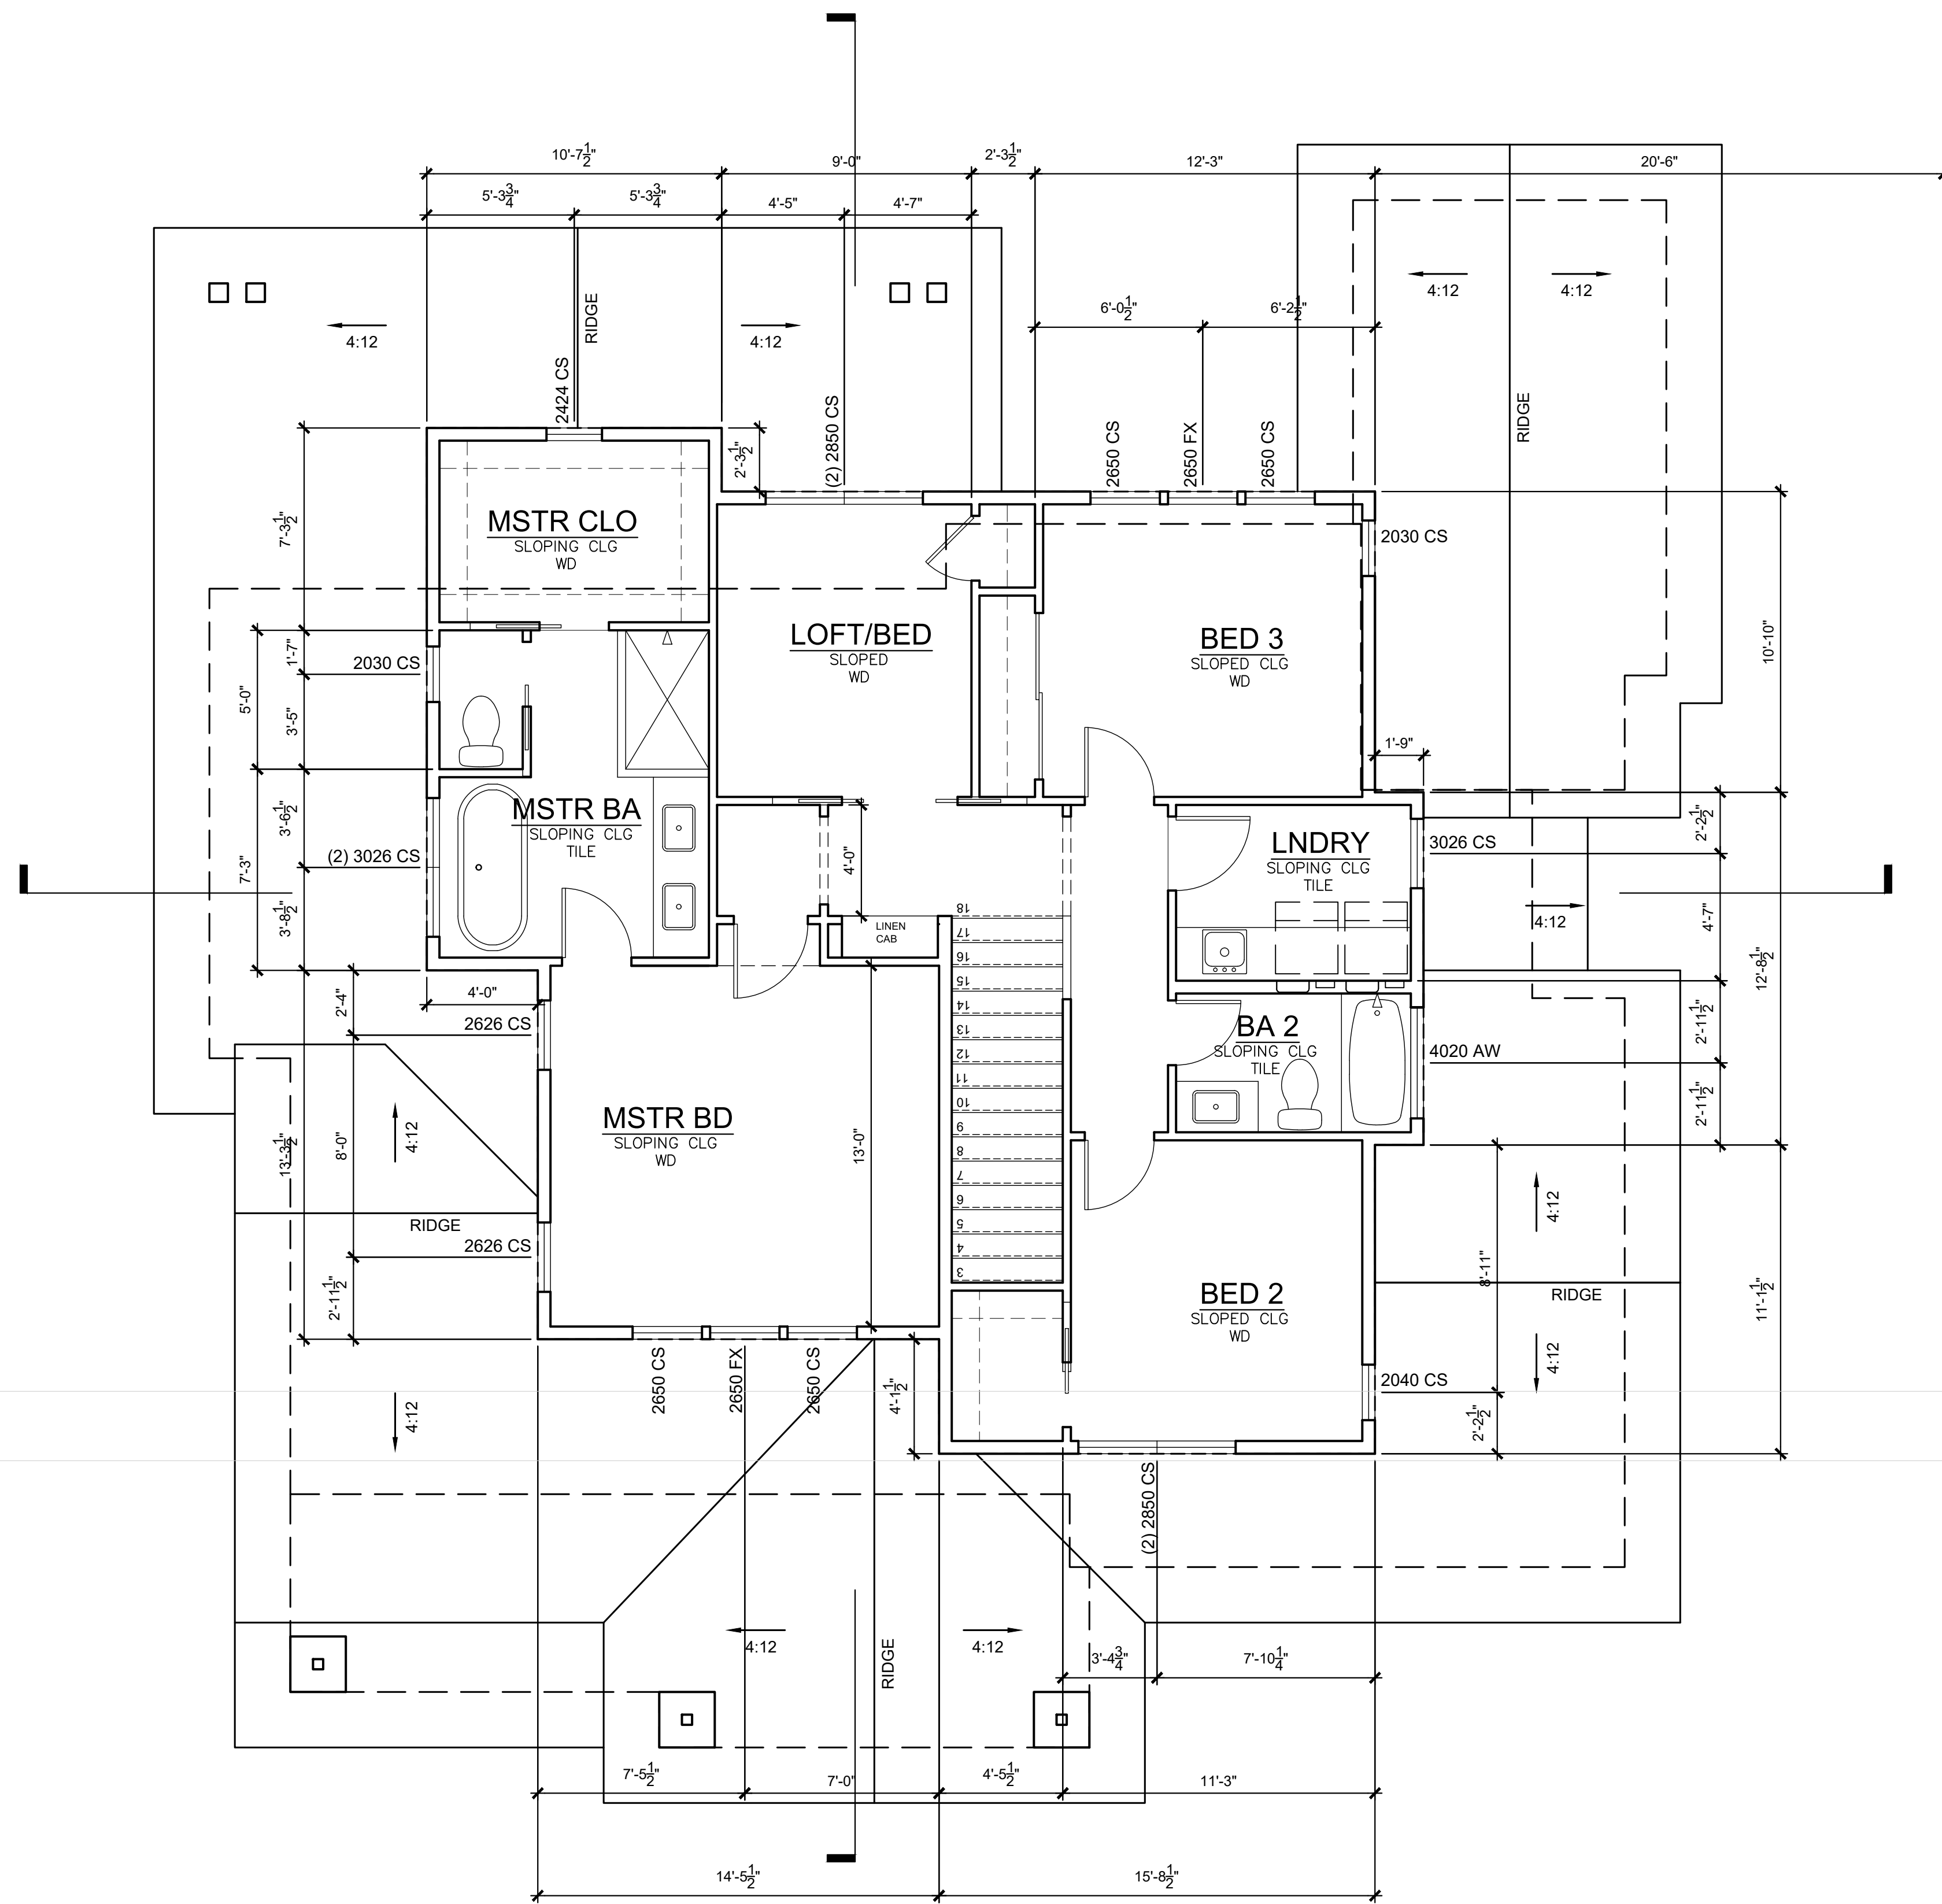 10'-7 1/2"
9'-0"
2'-3 1/2"
12'-3"
20'-6"
5'-3 3/4"
5'-3 3/4"
4'-5"
4'-7"
6'-0 1/2"
6'-2 1/2"
4:12
4:12
4:12
4:12
RIDGE
RIDGE
2424 CS
(2) 2850 CS
2650 CS
2650 FX
2650 CS
2'-3 1/2"
7'-3 1/2"
MSTR CLO
SLOPING CLG
WD
2030 CS
LOFT/BED
SLOPED
WD
BED 3
SLOPED CLG
WD
10'-10"
2030 CS
1'-7"
5'-0"
3'-5"
1'-9"
MSTR BA
SLOPING CLG
TILE
3'-6 1/2"
(2) 3026 CS
7'-3"
3'-8 1/2"
4'-0"
LINEN
CAB
LNDRY
SLOPING CLG
TILE
3026 CS
2'-2 1/2"
4'-7"
4:12
12'-8 1/2"
18
17
16
15
14
13
12
11
10
9
8
7
6
5
4
3
4'-0"
2'-4"
2626 CS
BA 2
SLOPING CLG
TILE
4020 AW
2'-11 1/2"
2'-11 1/2"
MSTR BD
SLOPING CLG
WD
13'-0"
13'-3 1/2"
8'-0"
4:12
RIDGE
2626 CS
2'-11 1/2"
4:12
4:12
8'-11"
RIDGE
11'-1 1/2"
4:12
BED 2
SLOPED CLG
WD
2040 CS
2'-2 1/2"
2650 CS
2650 FX
2650 CS
4'-1 1/2"
(2) 2850 CS
4:12
4:12
RIDGE
3'-4 3/4"
7'-10 1/4"
7'-5 1/2"
7'-0"
4'-5 1/2"
11'-3"
14'-5 1/2"
15'-8 1/2"